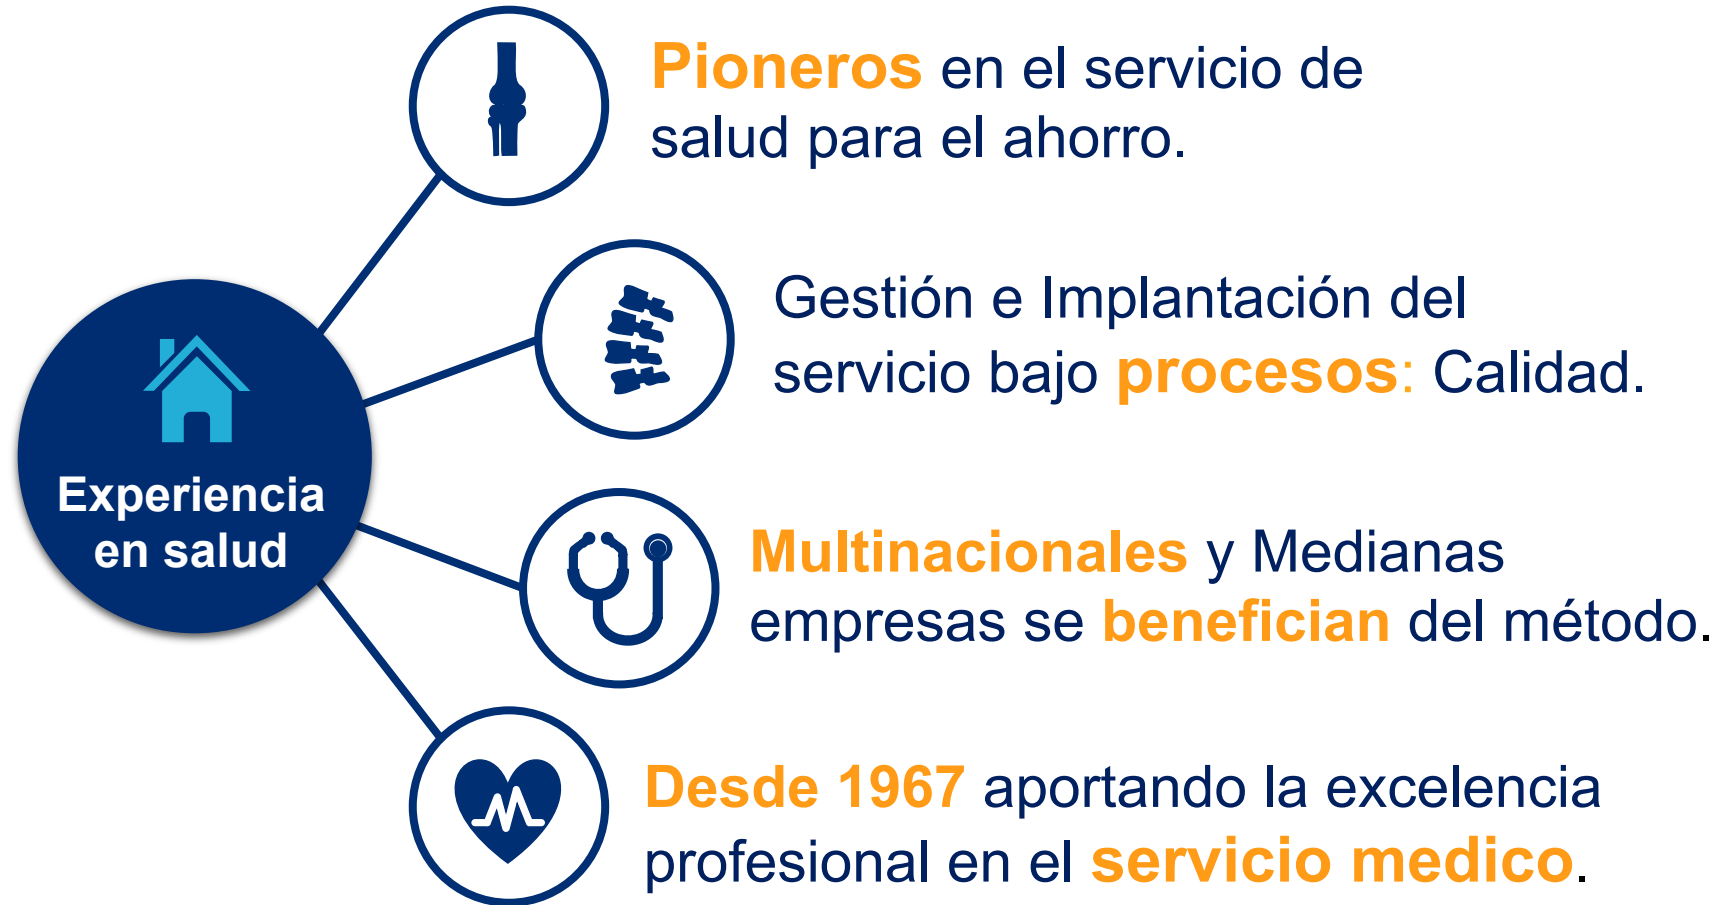 Experiencia
en salud
Pioneros en el servicio de
salud para el ahorro.
Gestión e Implantación del
servicio bajo procesos: Calidad.
Multinacionales y Medianas
empresas se benefician del método.
Desde 1967 aportando la excelencia
profesional en el servicio medico.